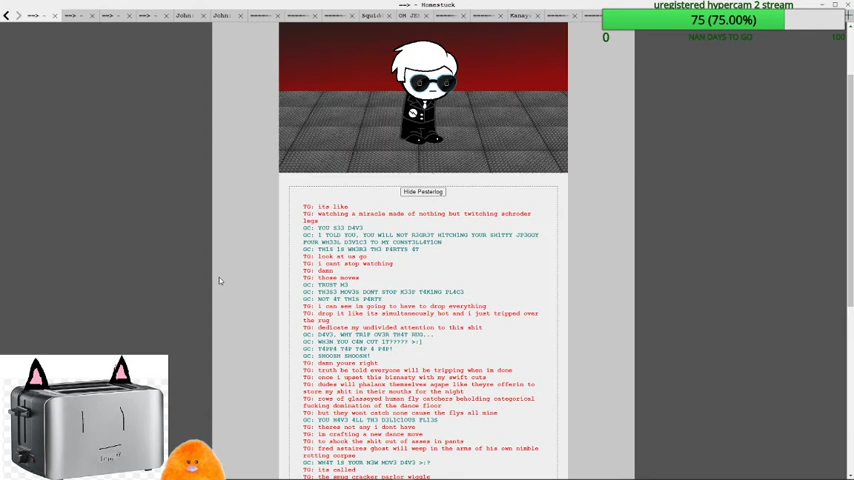 ==> - Homestuck
uregistered hypercam 2 stream
==> -
==> -
==> -
==> -
John:
John:
Squid
OR JE
Kanay
75 (75.00%)
0
NAN DAYS TO GO
100
Hide Pesterlog
TG: its like
TG: watching a miracle made of nothing but twitching schroder
legs
GC: YOU S33 D4V3
GC: 1 TOLD YOU, YOU W1LL NOT R3GR3T H1TCH1NG YOUR SH1TTY JP3GGY
FOUR WH33L D3V1C3 TO MY CONST3LL4T1ON
GC: TH1S 1S WH3R3 TH3 P4RTYS 4T
TG: look at us go
TG: i cant stop watching
TG: damn
TG: those moves
GC: TRUST M3
GC: TH3S3 MOV3S DONT STOP K33P T4K1NG PL4C3
GC: NOT 4T TH1S P4RTY
TG: i can see im going to have to drop everything
TG: drop it like its simultaneously hot and i just tripped over
the rug
TG: dedicate my undivided attention to this shit
GC: D4V3, WHY TR1P OV3R TH4T RUG...
GC: WH3N YOU C4N CUT 1T????? >:]
GC: T4PP4 T4P T4P 4 P4P!
GC: SHOOSH SHOOSH!
TG: damn youre right
TG: truth be told everyone will be tripping when im done
TG: once i upset this biznasty with my swift cuts
TG: dudes will phalanx themselves agape like theyre offerin to
store my shit in their mouths for the night
TG: rows of glaseyed human fly catchers beholding categorical
fucking domination of the dance floor
TG: but they wont catch none cause the flys all mine
GC: YOU H4V3 4LL TH3 D3L1C1OUS FL13S
TG: theres not any i dont have
TG: im crafting a new dance move
TG: to shock the shit out of asses in pants
TG: fred astaires ghost will weep in the arms of his own nimble
rotting corpse
GC: WH4T 1S YOUR N3W MOV3 D4V3 >:?
TG: its called
TG: the smug cracker parlor wiggle